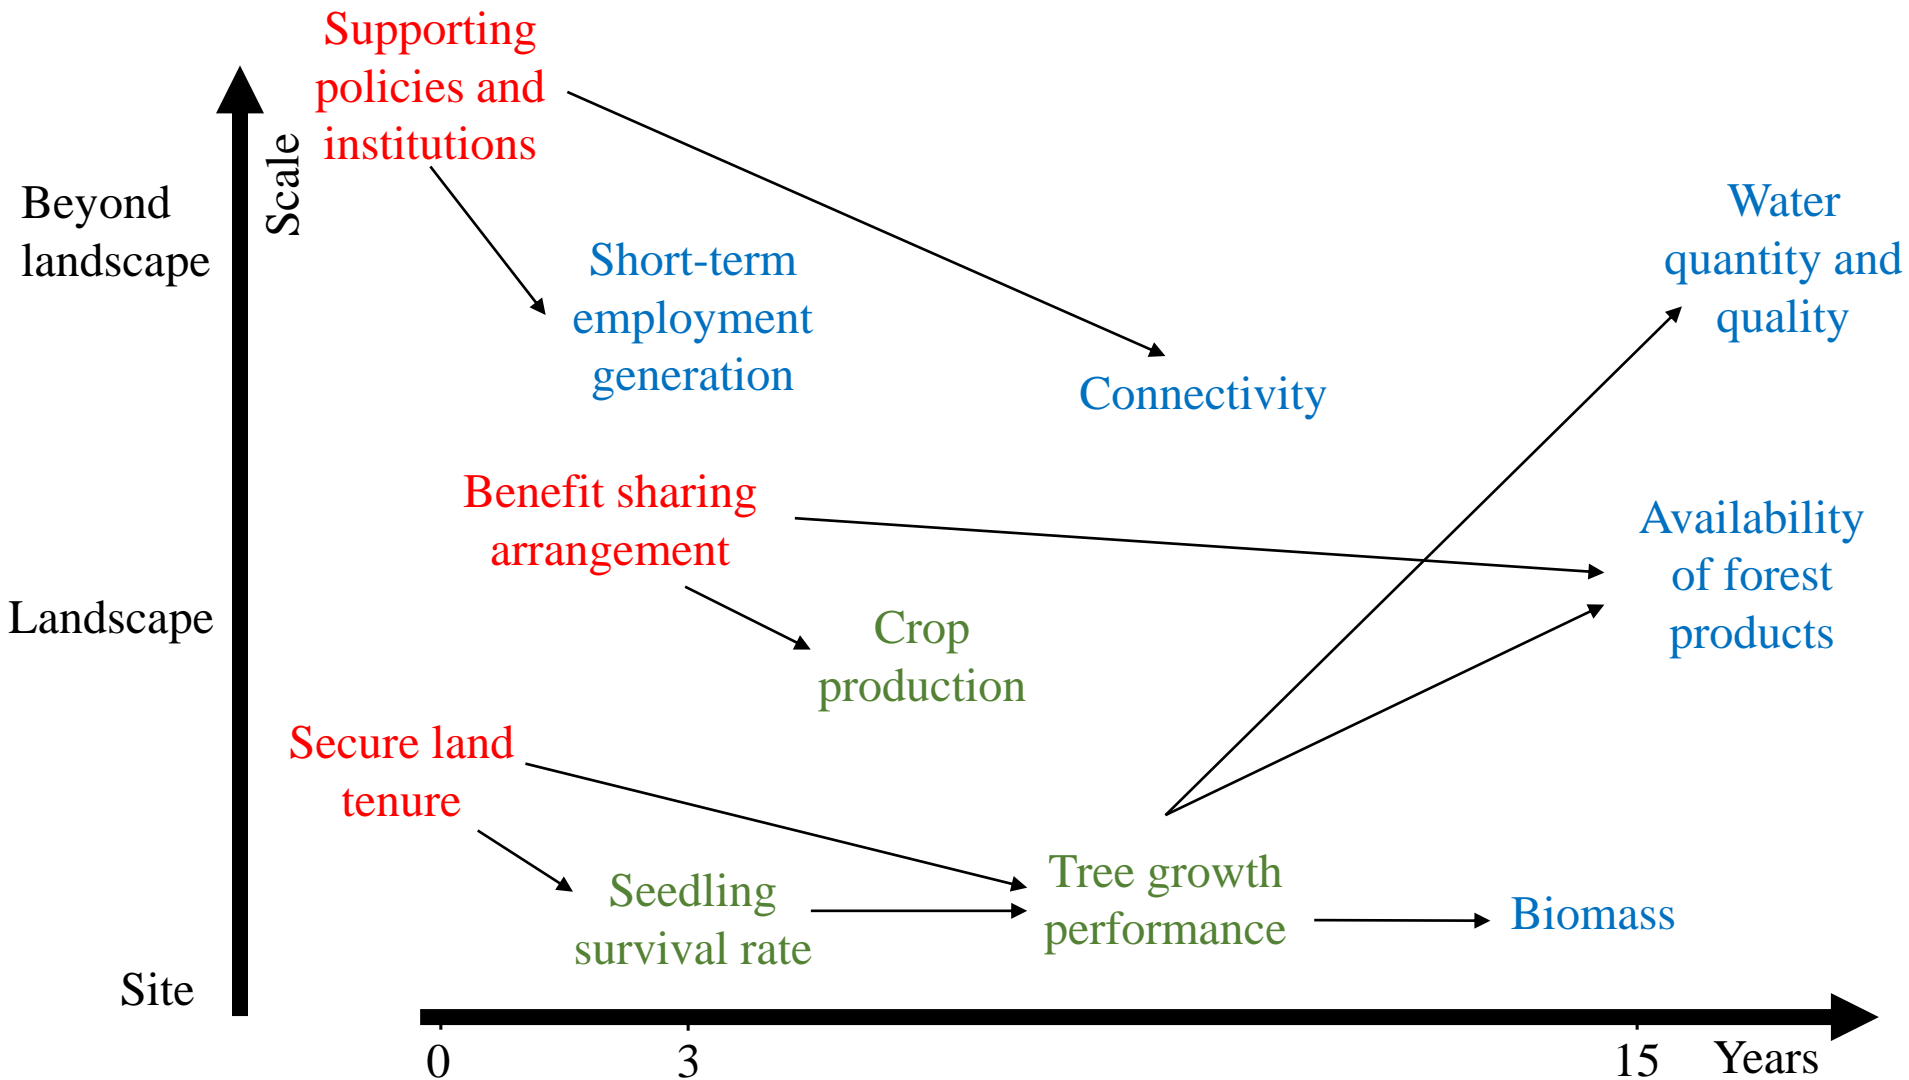 Supporting
policies and
institutions
Scale
Beyond
landscape
Short-term
employment
generation
Connectivity
Water
quantity and
quality
Benefit sharing
arrangement
Availability
of forest
products
Landscape
Crop
production
Secure land
tenure
Seedling
survival rate
Tree growth
performance
Biomass
Site
0
3
15
Years